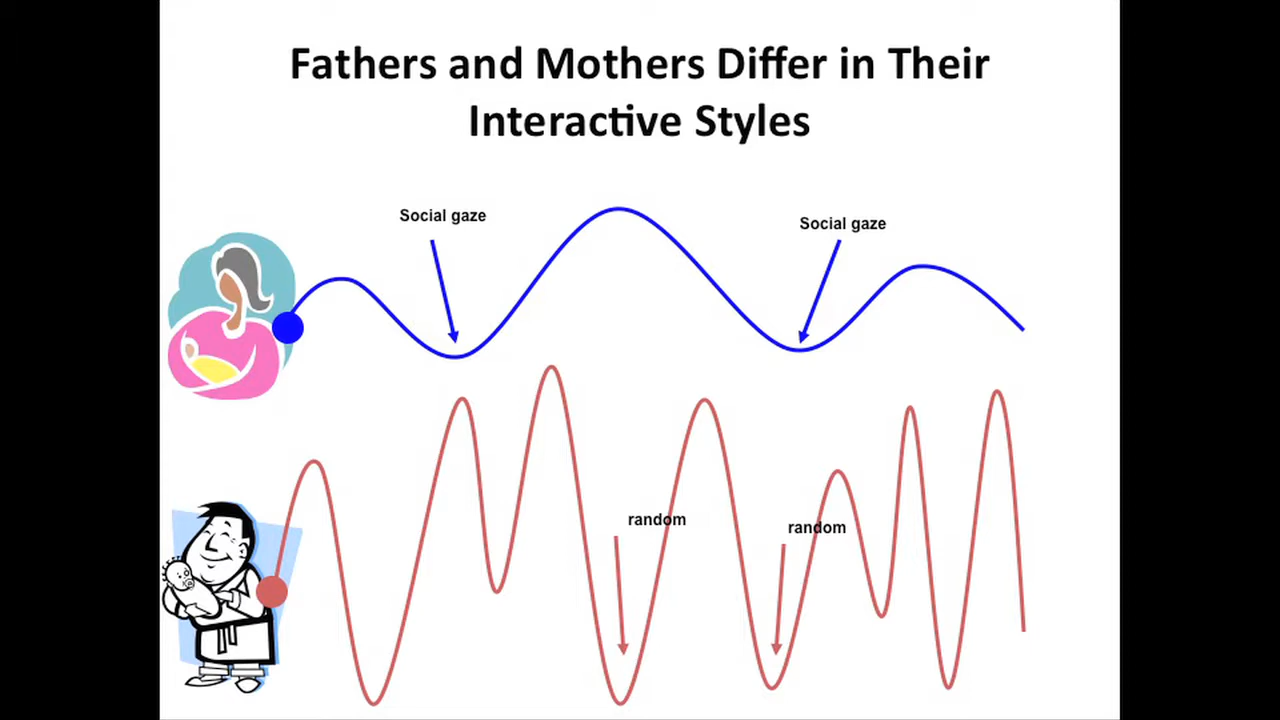 Fathers and Mothers Differ in Their
Interactive Styles
Social gaze
Social gaze
random
random